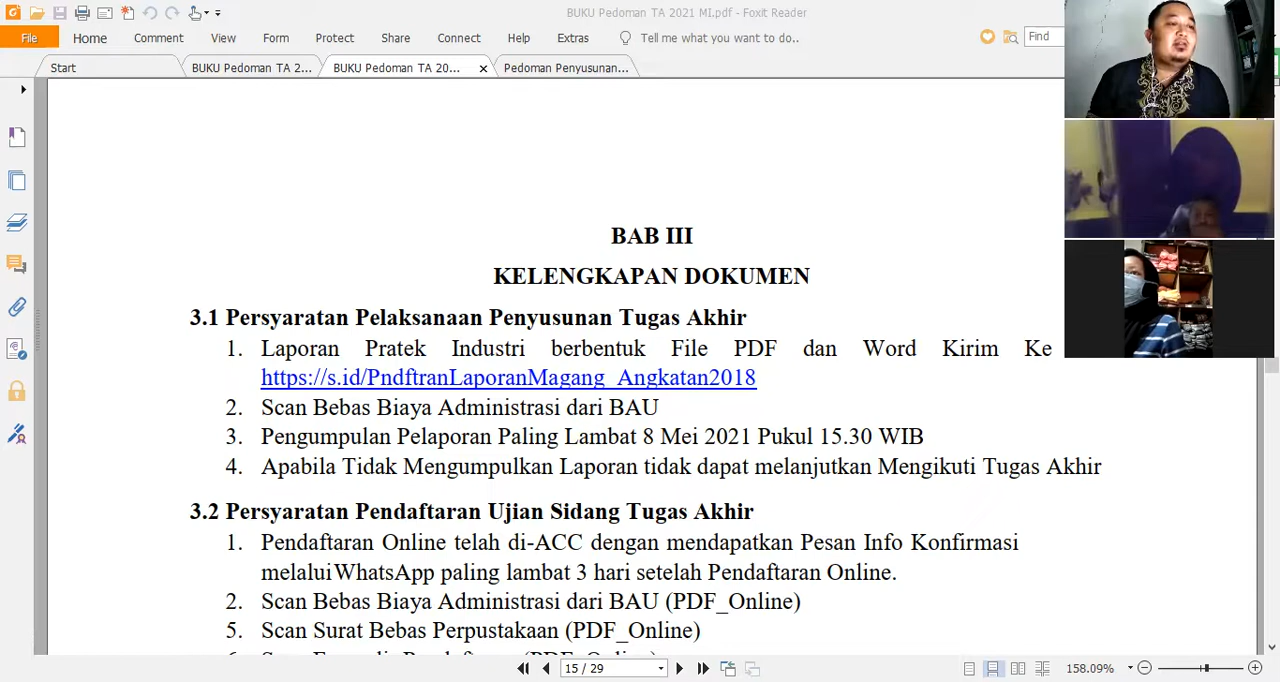 BUKU Pedoman TA 2021 MI.pdf - Foxit Reader
File Home Comment View Form Protect Share Connect Help Extras Tell me what you want to do.. Find
Start BUKU Pedoman TA 2... BUKU Pedoman TA 20... Pedoman Penyusunan...
BAB III
KELENGKAPAN DOKUMEN
3.1 Persyaratan Pelaksanaan Penyusunan Tugas Akhir
1. Laporan Pratek Industri berbentuk File PDF dan Word Kirim Ke
https://s.id/PndftranLaporanMagang_Angkatan2018
2. Scan Bebas Biaya Administrasi dari BAU
3. Pengumpulan Pelaporan Paling Lambat 8 Mei 2021 Pukul 15.30 WIB
4. Apabila Tidak Mengumpulkan Laporan tidak dapat melanjutkan Mengikuti Tugas Akhir
3.2 Persyaratan Pendaftaran Ujian Sidang Tugas Akhir
1. Pendaftaran Online telah di-ACC dengan mendapatkan Pesan Info Konfirmasi
melaluiWhatsApp paling lambat 3 hari setelah Pendaftaran Online.
2. Scan Bebas Biaya Administrasi dari BAU (PDF_Online)
5. Scan Surat Bebas Perpustakaan (PDF_Online)
15 / 29 158.09%